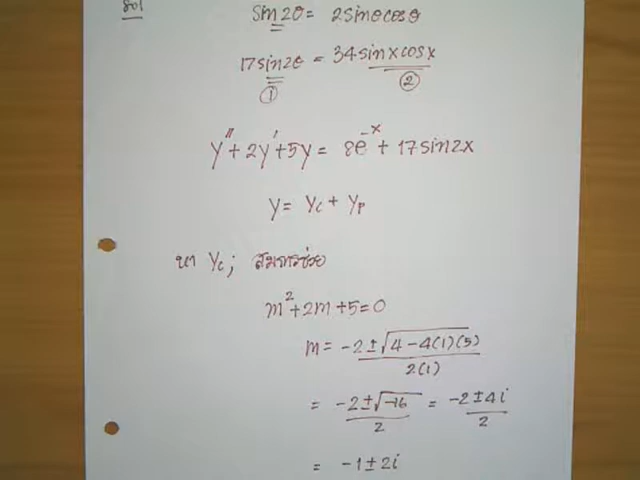 sol
sin2θ = 2sinθcosθ
17sin2θ = 34sinxcosx
① ②
y'' + 2y' + 5y = 8e⁻ˣ + 17sin2x
y = yc + yp
หา yc; สมการช่วย
m² + 2m + 5 = 0
m = -2 ± √4 - 4(1)(5) / 2(1)
= -2 ± √-16 / 2 = -2 ± 4i / 2
= -1 ± 2i